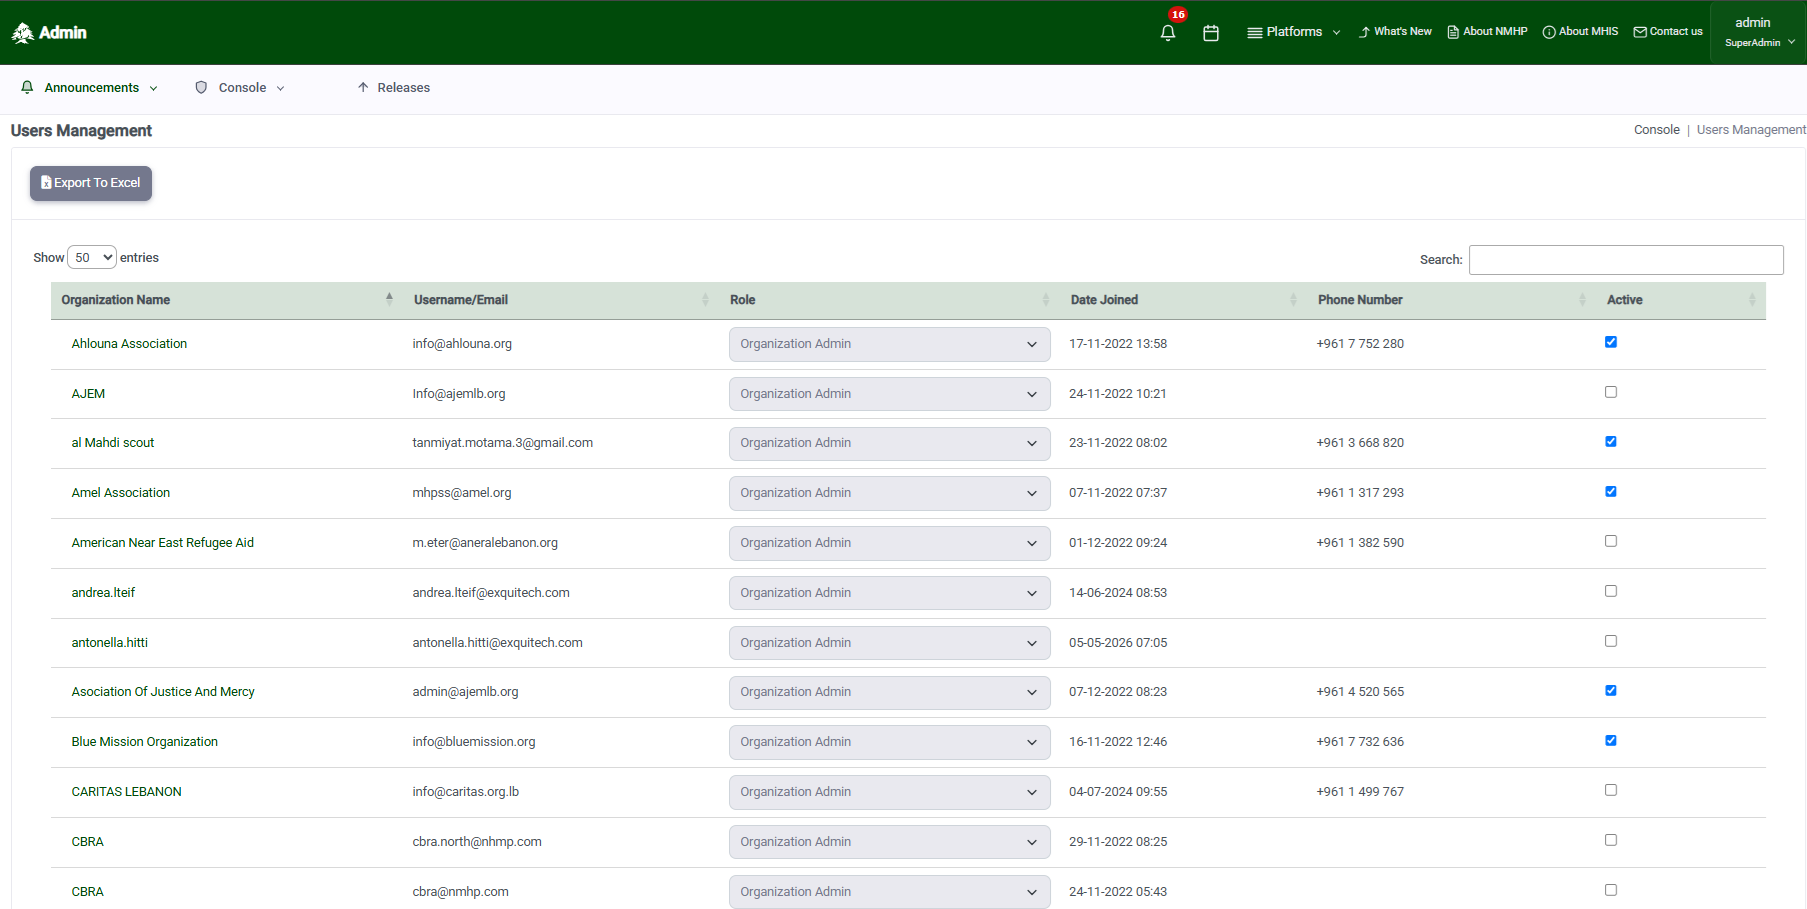 Admin
16
Platforms
What's New
About NMHP
About MHIS
Contact us
admin
SuperAdmin
Announcements
Console
Releases
Users Management
Console | Users Management
Export To Excel
Show 50 entries
Search:
Organization Name Username/Email Role Date Joined Phone Number Active
Ahlouna Association info@ahlouna.org Organization Admin 17-11-2022 13:58 +961 7 752 280
AJEM Info@ajemlb.org Organization Admin 24-11-2022 10:21
al Mahdi scout tanmiyat.motama.3@gmail.com Organization Admin 23-11-2022 08:02 +961 3 668 820
Amel Association mhpss@amel.org Organization Admin 07-11-2022 07:37 +961 1 317 293
American Near East Refugee Aid m.eter@aneralebanon.org Organization Admin 01-12-2022 09:24 +961 1 382 590
andrea.lteif andrea.lteif@exquitech.com Organization Admin 14-06-2024 08:53
antonella.hitti antonella.hitti@exquitech.com Organization Admin 05-05-2026 07:05
Asociation Of Justice And Mercy admin@ajemlb.org Organization Admin 07-12-2022 08:23 +961 4 520 565
Blue Mission Organization info@bluemission.org Organization Admin 16-11-2022 12:46 +961 7 732 636
CARITAS LEBANON info@caritas.org.lb Organization Admin 04-07-2024 09:55 +961 1 499 767
CBRA cbra.north@nhmp.com Organization Admin 29-11-2022 08:25
CBRA cbra@nmhp.com Organization Admin 24-11-2022 05:43